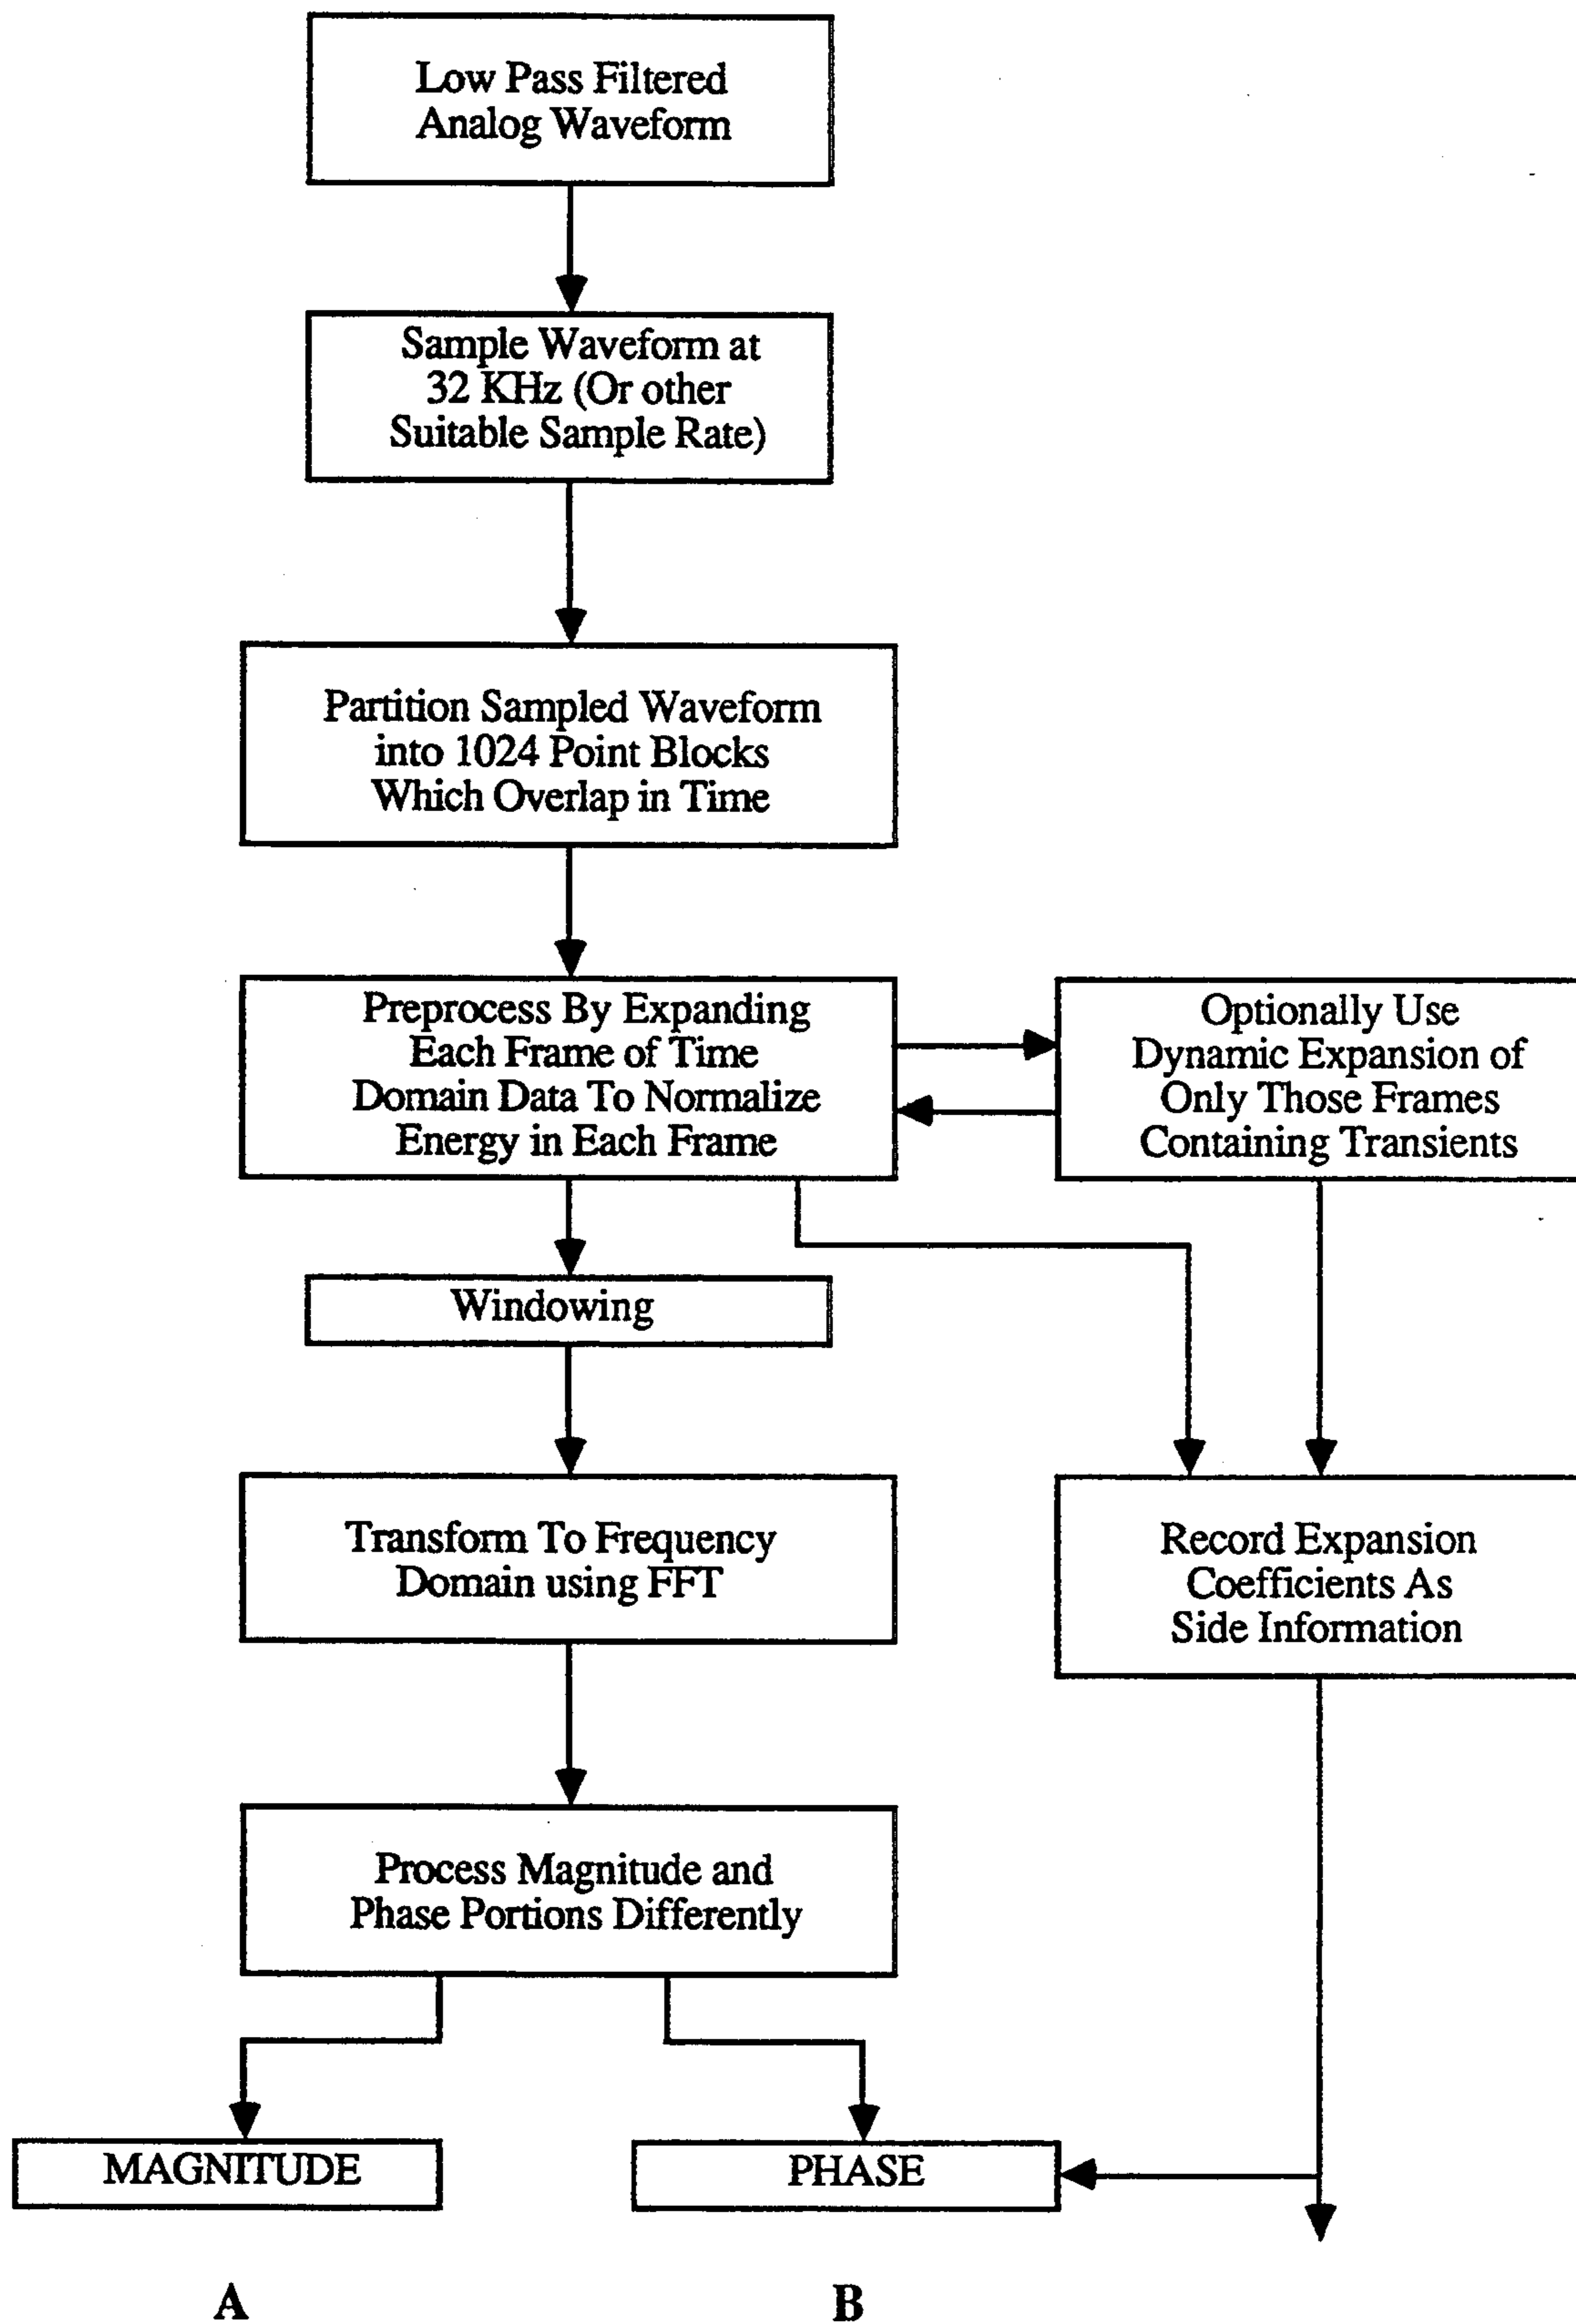 Low Pass Filtered
Analog Waveform
Sample Waveform at
32 KHz (Or other
Suitable Sample Rate)
Partition Sampled Waveform
into 1024 Point Blocks
Which Overlap in Time
Preprocess By Expanding
Each Frame of Time
Domain Data To Normalize
Energy in Each Frame
Optionally Use
Dynamic Expansion of
Only Those Frames
Containing Transients
Windowing
Transform To Frequency
Domain using FFT
Record Expansion
Coefficients As
Side Information
Process Magnitude and
Phase Portions Differently
MAGNITUDE
PHASE
A
B